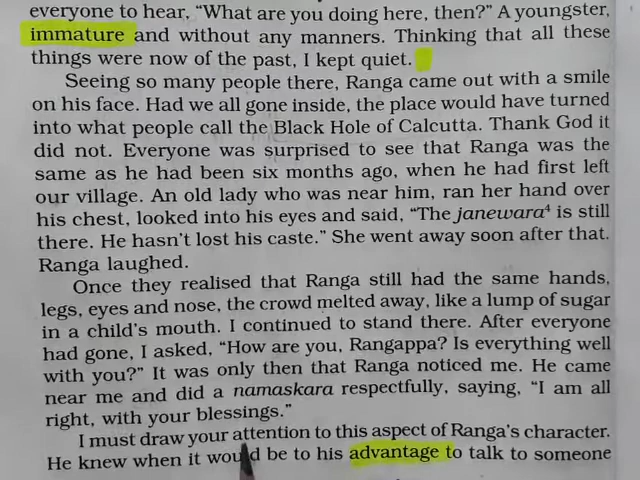 everyone to hear, “What are you doing here, then?” A youngster,
immature and without any manners. Thinking that all these
things were now of the past, I kept quiet.
Seeing so many people there, Ranga came out with a smile
on his face. Had we all gone inside, the place would have turned
into what people call the Black Hole of Calcutta. Thank God it
did not. Everyone was surprised to see that Ranga was the
same as he had been six months ago, when he had first left
our village. An old lady who was near him, ran her hand over
his chest, looked into his eyes and said, “The janewara⁴ is still
there. He hasn’t lost his caste.” She went away soon after that.
Ranga laughed.
Once they realised that Ranga still had the same hands,
legs, eyes and nose, the crowd melted away, like a lump of sugar
in a child’s mouth. I continued to stand there. After everyone
had gone, I asked, “How are you, Rangappa? Is everything well
with you?” It was only then that Ranga noticed me. He came
near me and did a namaskara respectfully, saying, “I am all
right, with your blessings.”
I must draw your attention to this aspect of Ranga’s character.
He knew when it would be to his advantage to talk to someone